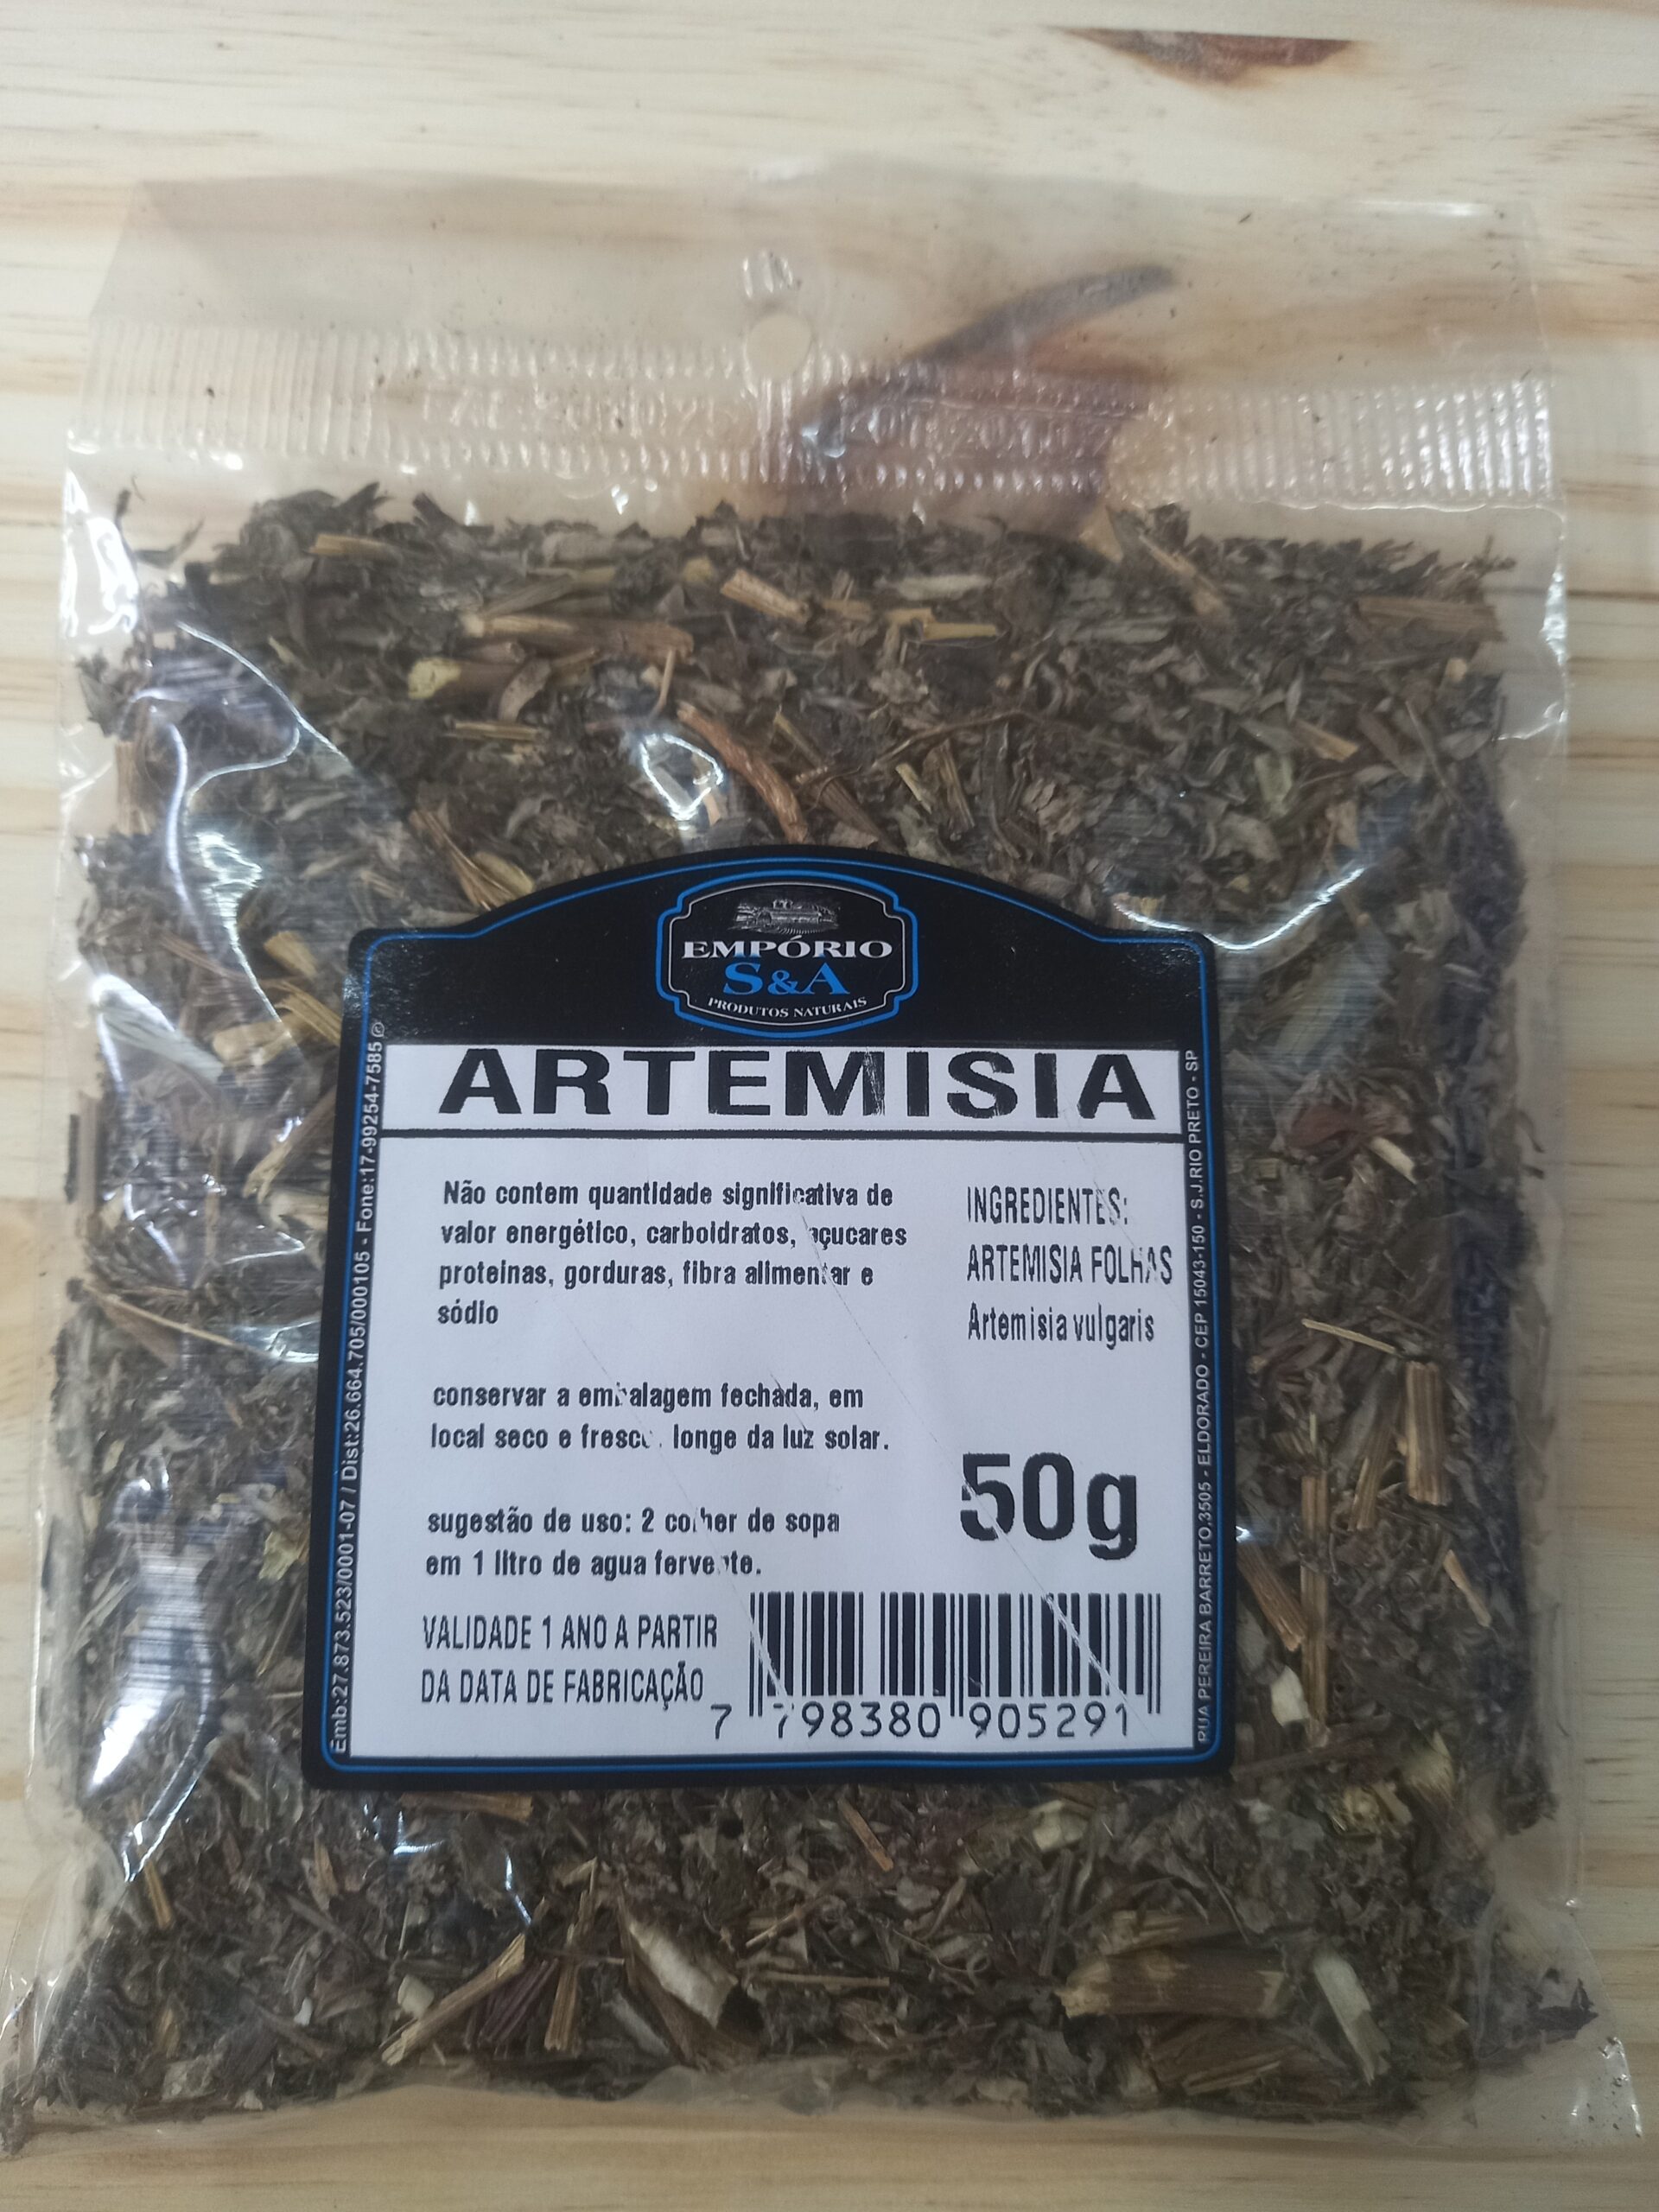 EMPÓRIO
S&A
PRODUTOS NATURAIS
ARTEMISIA
Não contem quantidade significativa de
valor energético, carboidratos, açucares
proteinas, gorduras, fibra alimentar e
sódio
conservar a embalagem fechada, em
local seco e fresco, longe da luz solar.
sugestão de uso: 2 colher de sopa
em 1 litro de agua fervente.
VALIDADE 1 ANO A PARTIR
DA DATA DE FABRICAÇÃO
INGREDIENTES:
ARTEMISIA FOLHAS
Artemisia vulgaris
50g
7 798380 905291
Emb:27.873.523/0001-07 / Dist:26.664.705/000105 - Fone:17-99254-7585 ©
RUA PEREIRA BARRETO,3505 - ELDORADO - CEP 15043-150 - S.J.RIO PRETO - SP